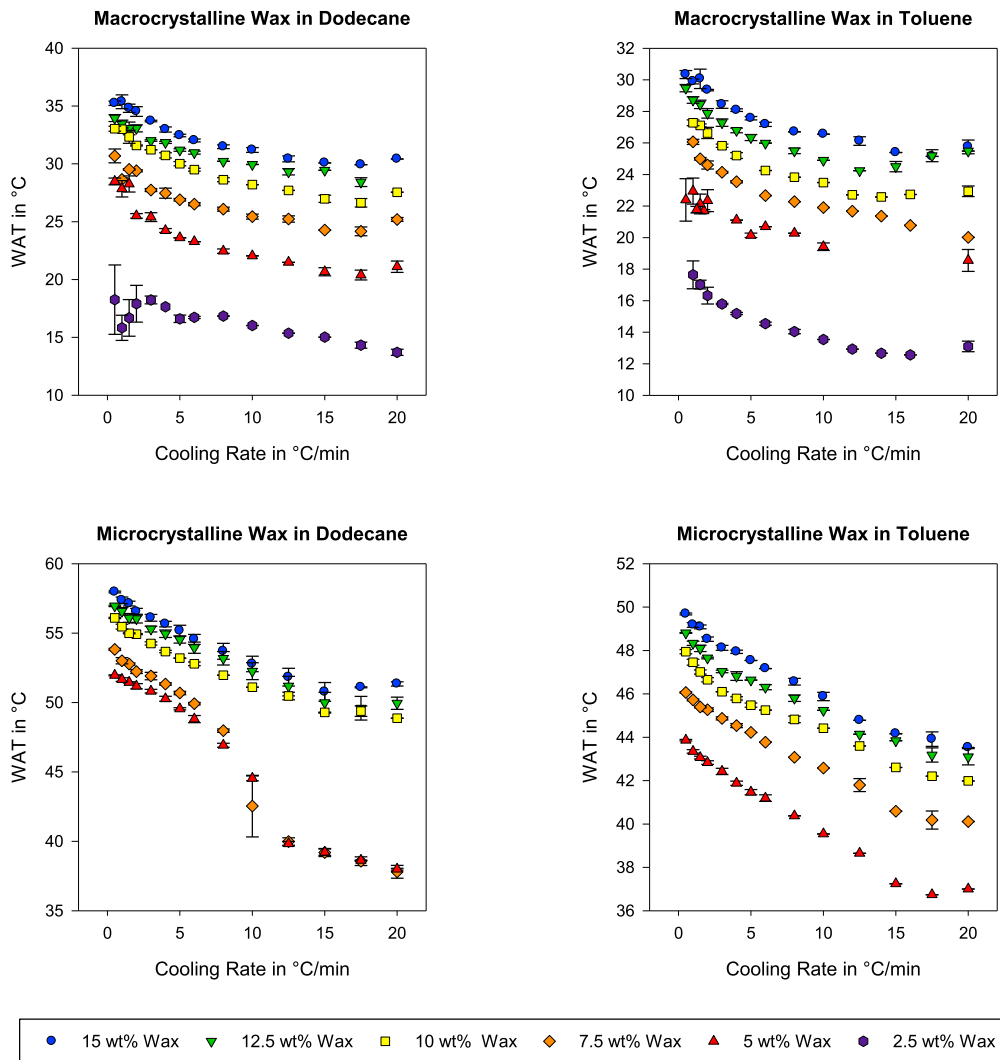 Macrocrystalline Wax in Dodecane
40
35
30
25
20
15
10
WAT in °C
0 5 10 15 20
Cooling Rate in °C/min
Macrocrystalline Wax in Toluene
32
30
28
26
24
22
20
18
16
14
12
10
WAT in °C
0 5 10 15 20
Cooling Rate in °C/min
Microcrystalline Wax in Dodecane
60
55
50
45
40
35
WAT in °C
0 5 10 15 20
Cooling Rate in °C/min
Microcrystalline Wax in Toluene
52
50
48
46
44
42
40
38
36
WAT in °C
0 5 10 15 20
Cooling Rate in °C/min
15 wt% Wax 12.5 wt% Wax 10 wt% Wax 7.5 wt% Wax 5 wt% Wax 2.5 wt% Wax